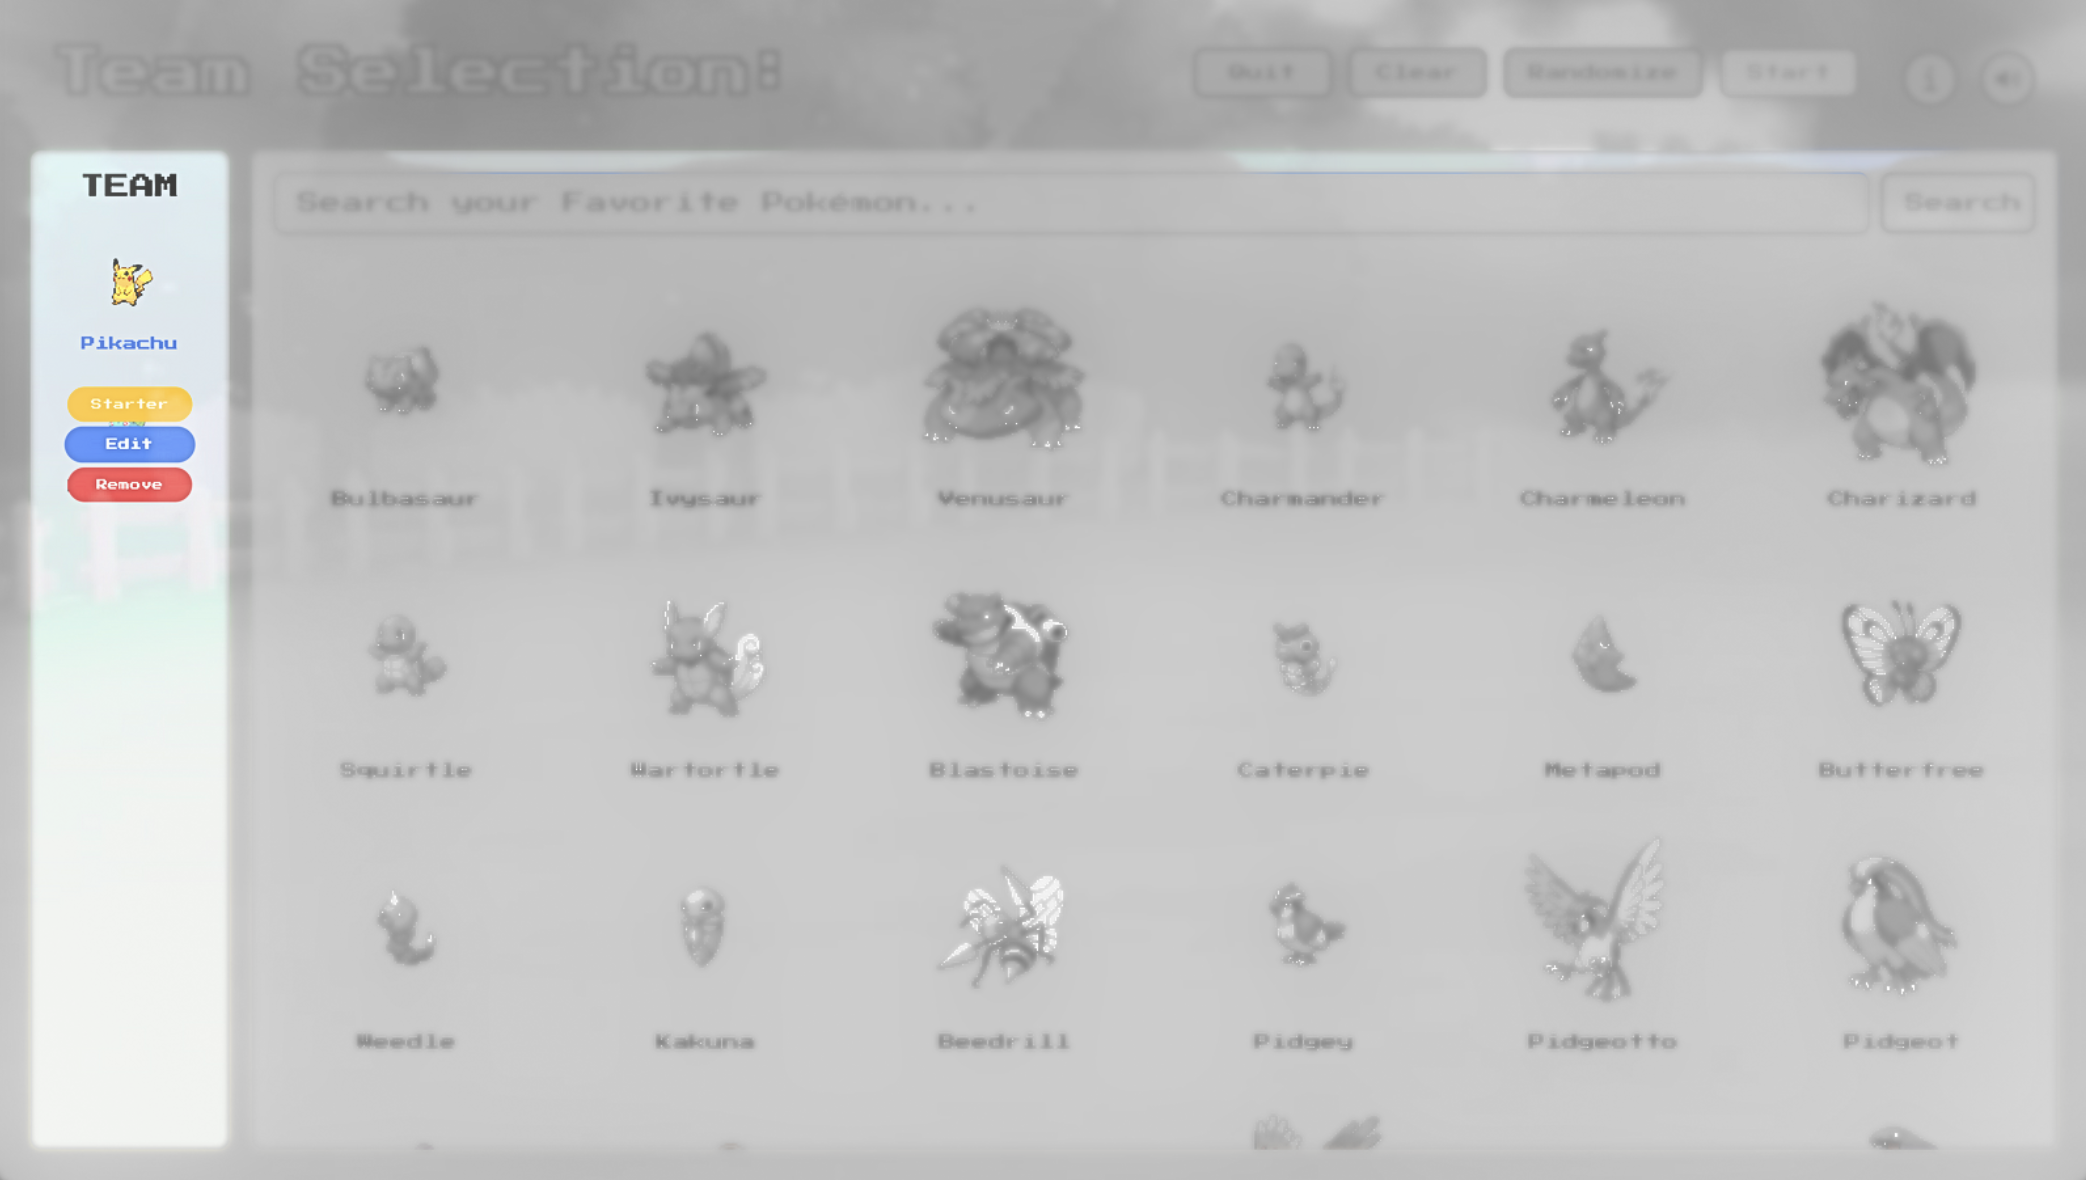 Team Selection:
Quit
Clear
Randomize
Start
i
TEAM
Pikachu
Starter
Edit
Remove
Search your Favorite Pokémon...
Search
Bulbasaur
Ivysaur
Venusaur
Charmander
Charmeleon
Charizard
Squirtle
Wartortle
Blastoise
Caterpie
Metapod
Butterfree
Weedle
Kakuna
Beedrill
Pidgey
Pidgeotto
Pidgeot